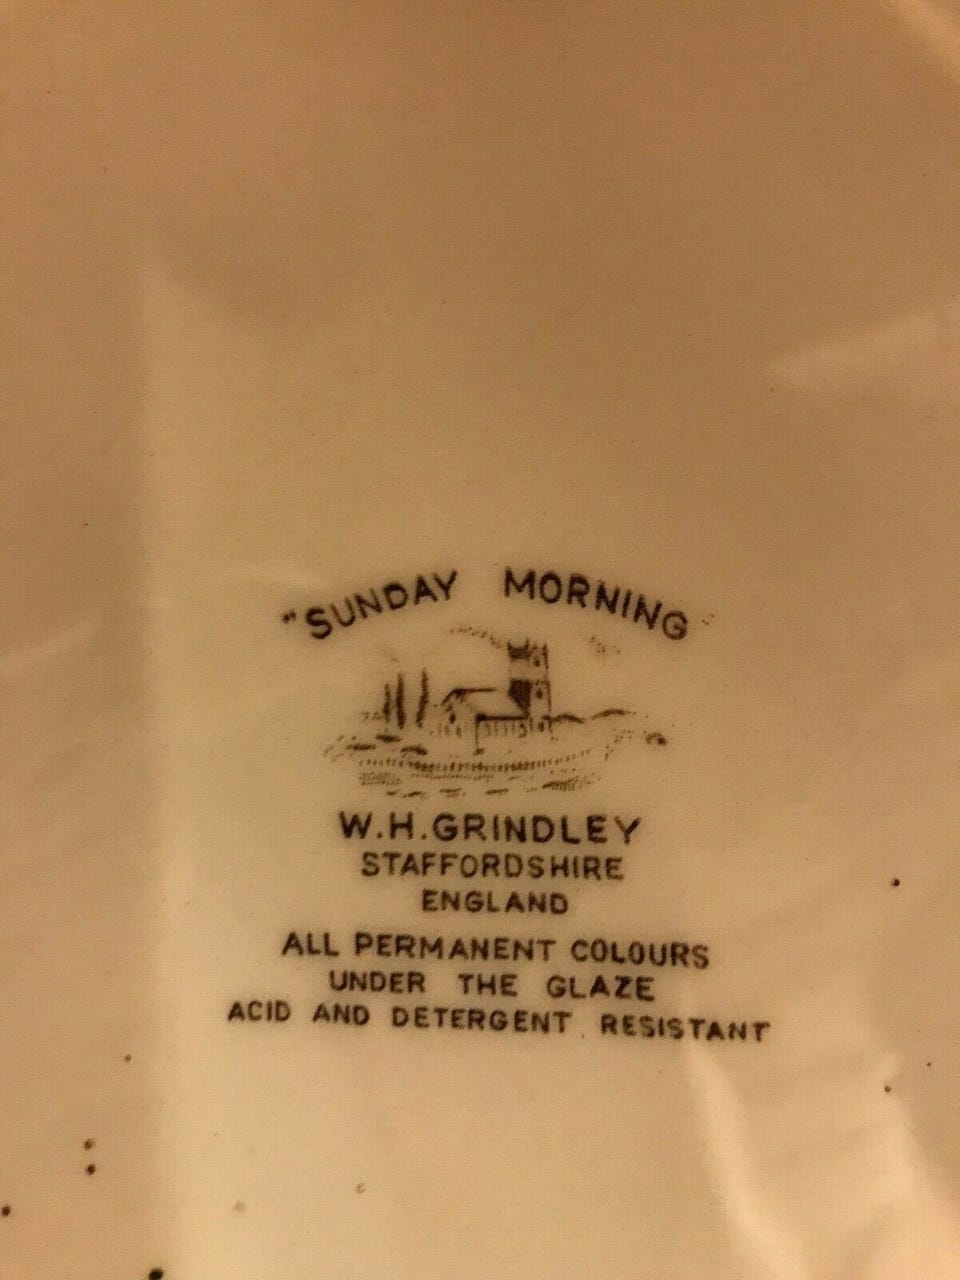 "SUNDAY MORNING"
W.H.GRINDLEY
STAFFORDSHIRE
ENGLAND
ALL PERMANENT COLOURS
UNDER THE GLAZE
ACID AND DETERGENT RESISTANT